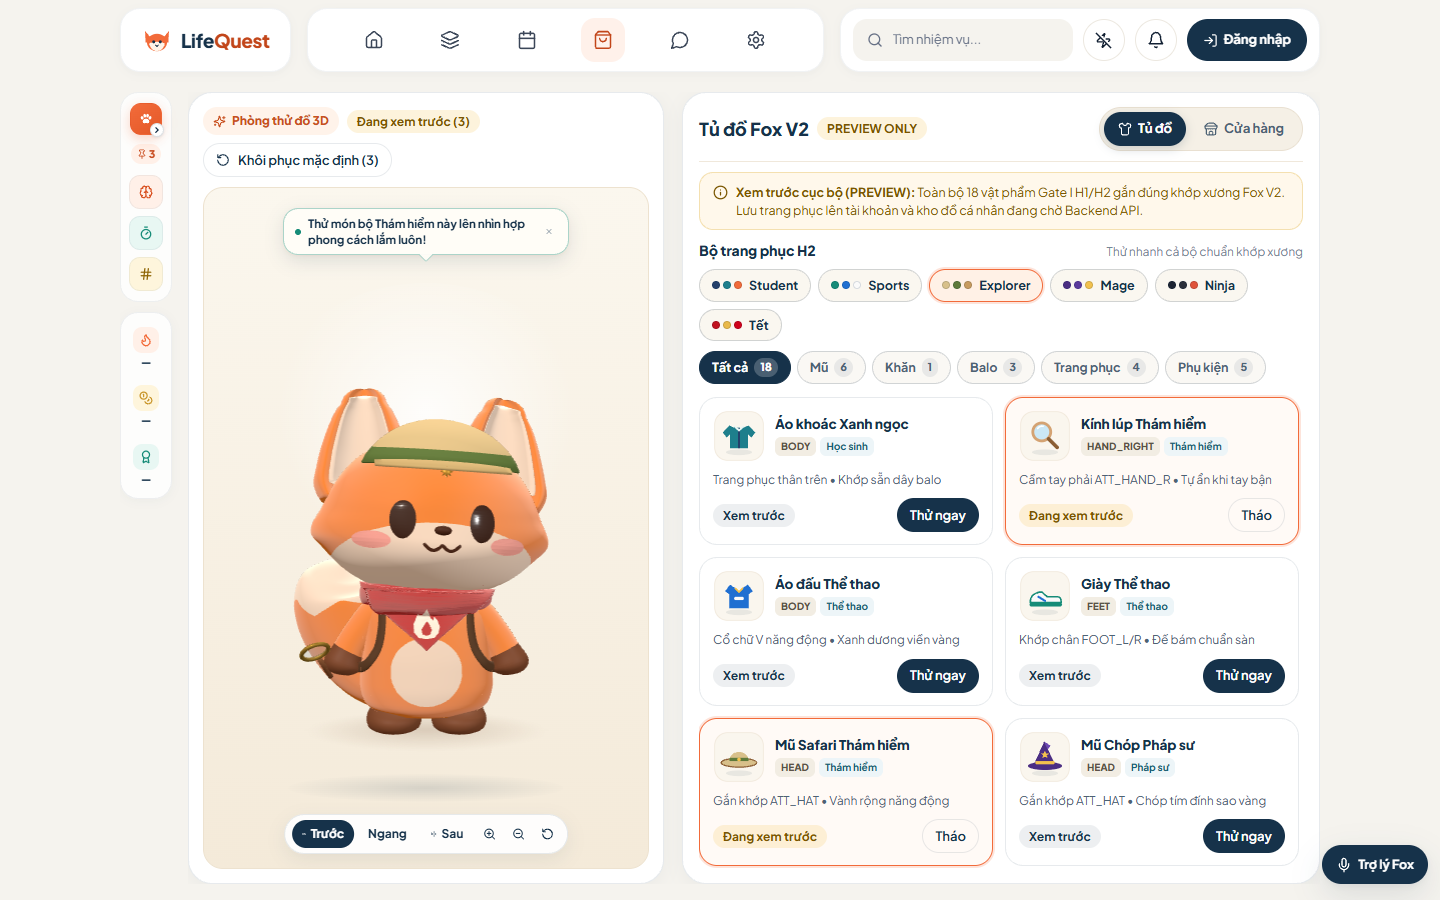 LifeQuest
Tìm nhiệm vụ...
Đăng nhập
3
Phòng thử đồ 3D
Đang xem trước (3)
Khôi phục mặc định (3)
Thử món bộ Thám hiểm này lên nhìn hợp
phong cách lắm luôn!
Trước
Ngang
Sau
Tủ đồ Fox V2
PREVIEW ONLY
Tủ đồ
Cửa hàng
Xem trước cục bộ (PREVIEW): Toàn bộ 18 vật phẩm Gate I H1/H2 gắn đúng khớp xương Fox V2.
Lưu trang phục lên tài khoản và kho đồ cá nhân đang chờ Backend API.
Bộ trang phục H2
Thử nhanh cả bộ chuẩn khớp xương
Student
Sports
Explorer
Mage
Ninja
Tết
Tất cả 18
Mũ 6
Khăn 1
Balo 3
Trang phục 4
Phụ kiện 5
Áo khoác Xanh ngọc
BODY Học sinh
Trang phục thân trên • Khớp sẵn dây balo
Xem trước
Thử ngay
Kính lúp Thám hiểm
HAND_RIGHT Thám hiểm
Cầm tay phải ATT_HAND_R • Tự ẩn khi tay bận
Đang xem trước
Tháo
Áo đấu Thể thao
BODY Thể thao
Cổ chữ V năng động • Xanh dương viền vàng
Xem trước
Thử ngay
Giày Thể thao
FEET Thể thao
Khớp chân FOOT_L/R • Đế bám chuẩn sàn
Xem trước
Thử ngay
Mũ Safari Thám hiểm
HEAD Thám hiểm
Gắn khớp ATT_HAT • Vành rộng năng động
Đang xem trước
Tháo
Mũ Chóp Pháp sư
HEAD Pháp sư
Gắn khớp ATT_HAT • Chóp tím đính sao vàng
Xem trước
Thử ngay
Trợ lý Fox